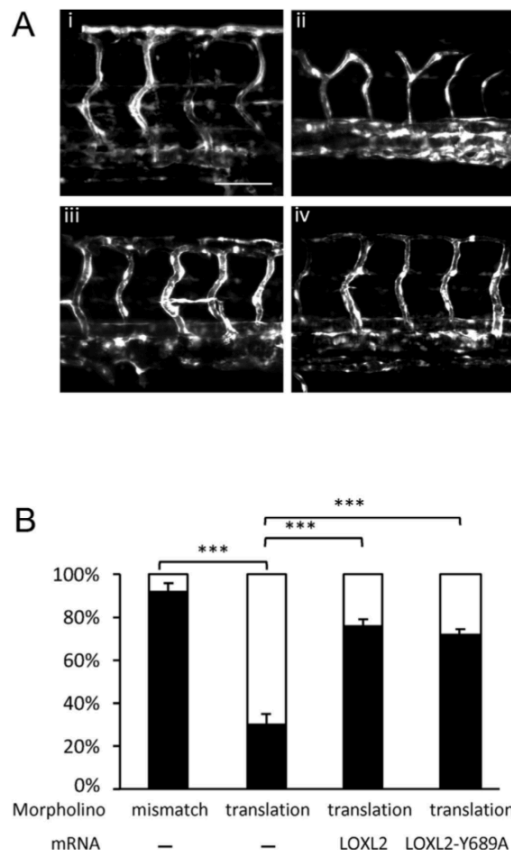 A
i
ii
iii
iv
B
***
***
***
100%
80%
60%
40%
20%
0%
Morpholino mismatch translation translation translation
mRNA — — LOXL2 LOXL2-Y689A